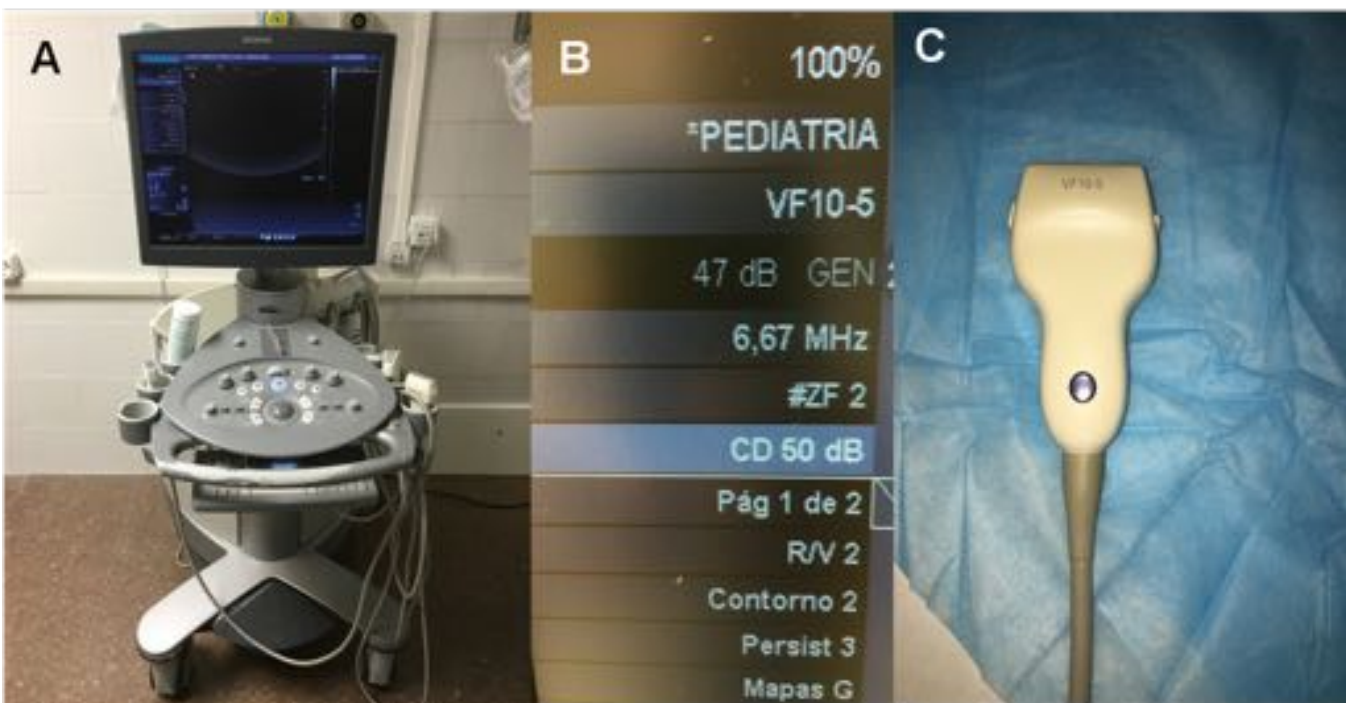 A
B
100%
*PEDIATRIA
VF10-5
47 dB GEN
6,67 MHz
#ZF 2
CD 50 dB
Pág 1 de 2
R/V 2
Contorno 2
Persist 3
Mapas G
C
VF10-5